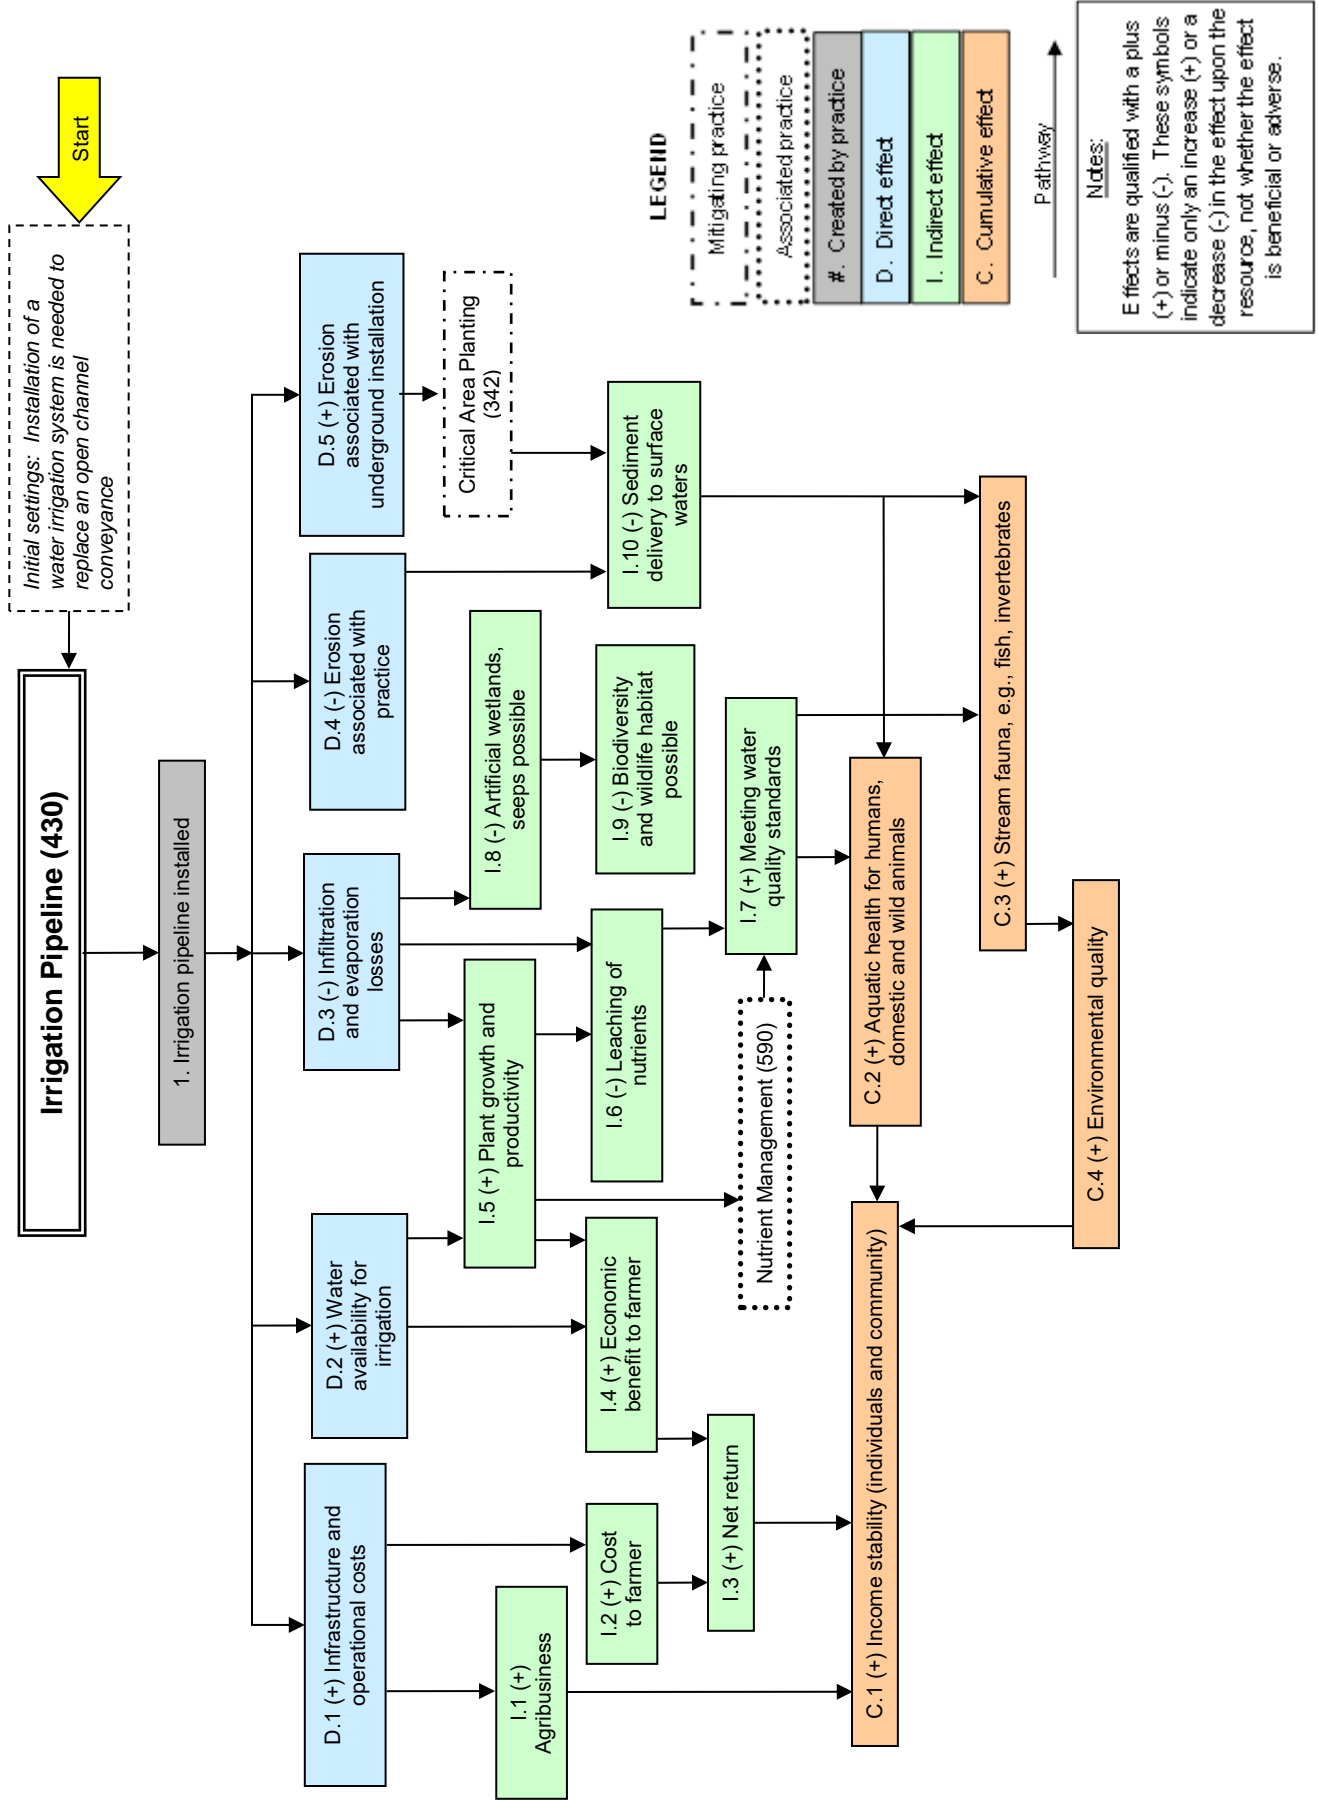 Start
Initial settings: Installation of a
water irrigation system is needed to
replace an open channel
conveyance
Irrigation Pipeline (430)
1. Irrigation pipeline installed
D.1 (+) Infrastructure and
operational costs
D.2 (+) Water
availability for
irrigation
D.3 (-) Infiltration
and evaporation
losses
D.4 (-) Erosion
associated with
practice
D.5 (+) Erosion
associated with
underground installation
I.1 (+)
Agribusiness
I.5 (+) Plant growth and
productivity
I.8 (-) Artificial wetlands,
seeps possible
Critical Area Planting
(342)
I.2 (+) Cost
to farmer
I.4 (+) Economic
benefit to farmer
I.6 (-) Leaching of
nutrients
I.9 (-) Biodiversity
and wildlife habitat
possible
I.10 (-) Sediment
delivery to surface
waters
I.3 (+) Net return
Nutrient Management (590)
I.7 (+) Meeting water
quality standards
C.1 (+) Income stability (individuals and community)
C.2 (+) Aquatic health for humans,
domestic and wild animals
C.3 (+) Stream fauna, e.g., fish, invertebrates
C.4 (+) Environmental quality
LEGEND
Mitigating practice
Associated practice
#. Created by practice
D. Direct effect
I. Indirect effect
C. Cumulative effect
Pathway
Notes:
Effects are qualified with a plus
(+) or minus (-). These symbols
indicate only an increase (+) or a
decrease (-) in the effect upon the
resource, not whether the effect
is beneficial or adverse.